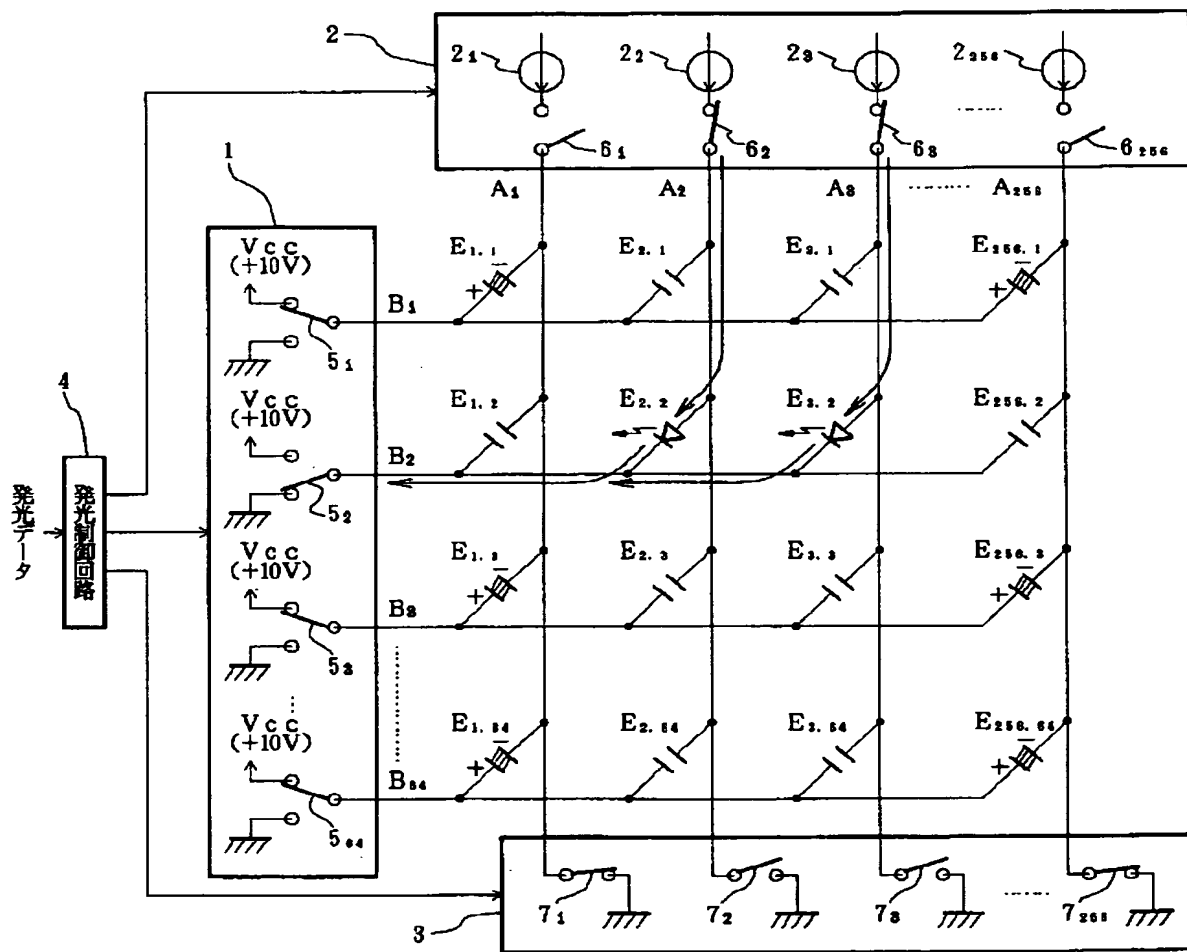 2
2₁
2₂
2₃
2₂₅₆
6₁
6₂
6₃
6₂₅₆
A₁
A₂
A₃
A₂₅₆
1
Vcc
(+10V)
B₁
5₁
E₁.₁
E₂.₁
E₃.₁
E₂₅₆.₁
+
−
+
−
4
発光データ
発光制御回路
Vcc
(+10V)
B₂
5₂
E₁.₂
E₂.₂
E₃.₂
E₂₅₆.₂
Vcc
(+10V)
B₃
5₃
E₁.₃
E₂.₃
E₃.₃
E₂₅₆.₃
+
−
+
−
Vcc
(+10V)
B₆₄
5₆₄
E₁.₆₄
E₂.₆₄
E₃.₆₄
E₂₅₆.₆₄
+
−
+
−
3
7₁
7₂
7₃
7₂₅₆